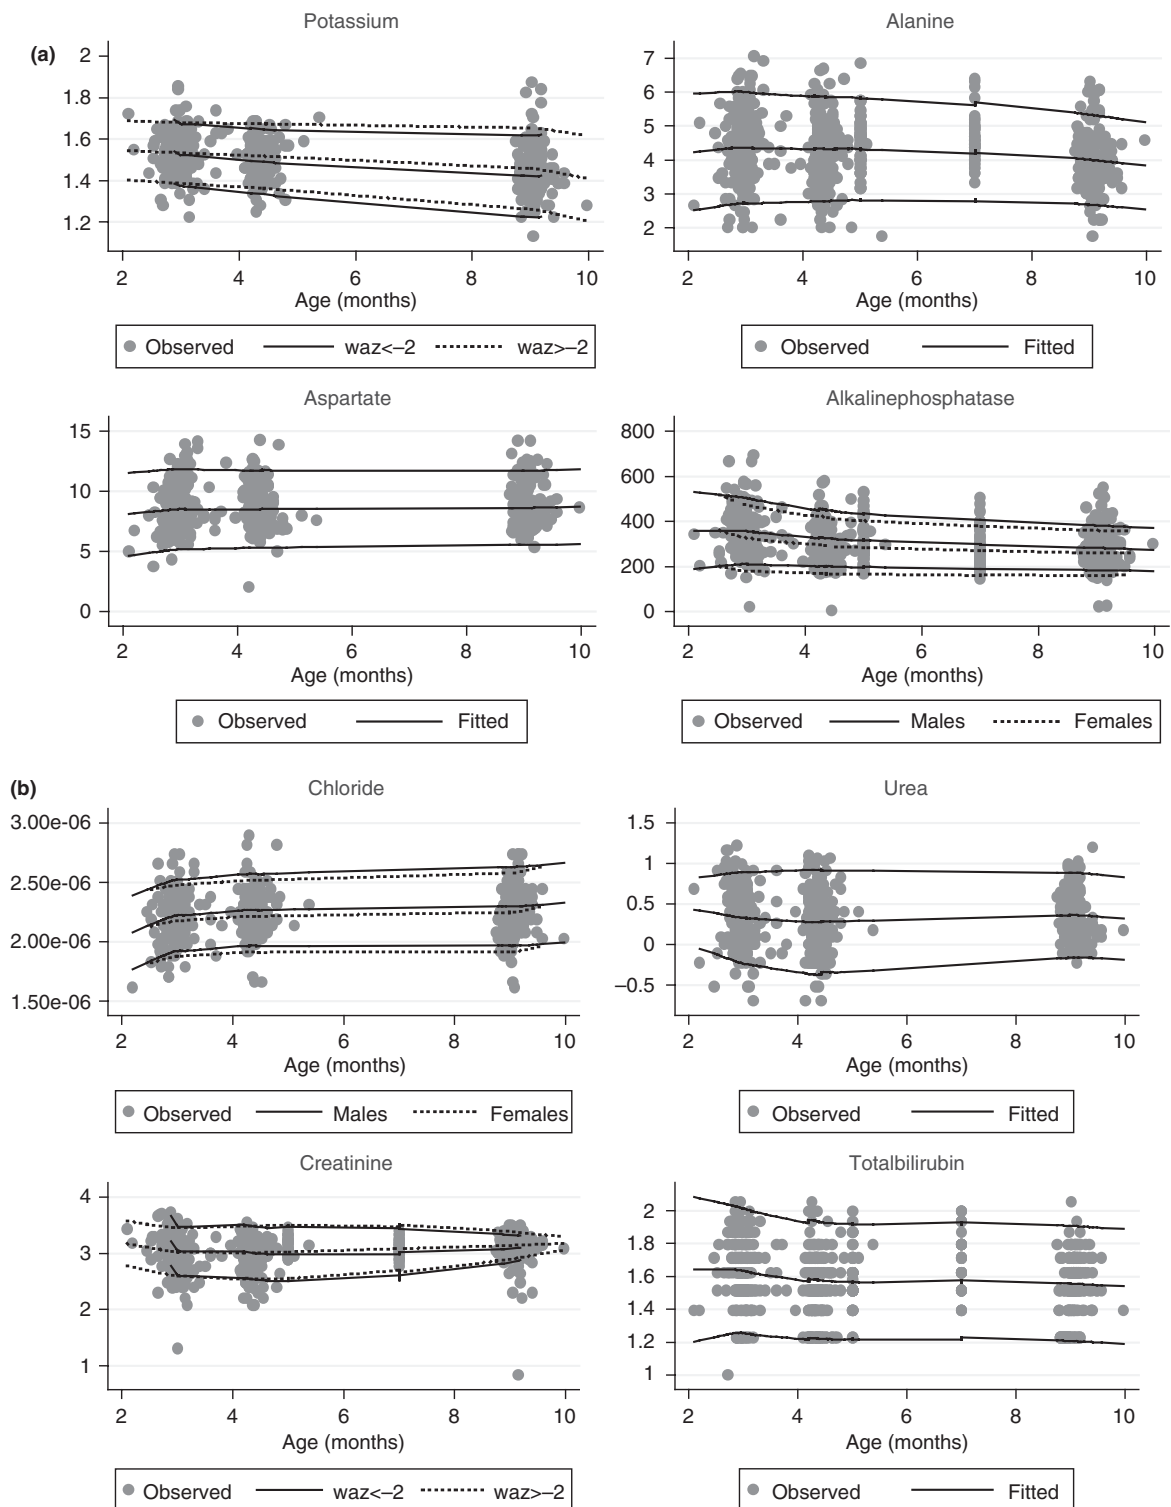 (a)
Potassium
2
1.8
1.6
1.4
1.2
2 4 6 8 10
Age (months)
Observed waz<–2 waz>–2
Alanine
7
6
5
4
3
2
2 4 6 8 10
Age (months)
Observed Fitted
Aspartate
15
10
5
0
2 4 6 8 10
Age (months)
Observed Fitted
Alkalinephosphatase
800
600
400
200
0
2 4 6 8 10
Age (months)
Observed Males Females
(b)
Chloride
3.00e-06
2.50e-06
2.00e-06
1.50e-06
2 4 6 8 10
Age (months)
Observed Males Females
Urea
1.5
1
0.5
0
–0.5
2 4 6 8 10
Age (months)
Observed Fitted
Creatinine
4
3
2
1
2 4 6 8 10
Age (months)
Observed waz<–2 waz>–2
Totalbilirubin
2
1.8
1.6
1.4
1.2
1
2 4 6 8 10
Age (months)
Observed Fitted